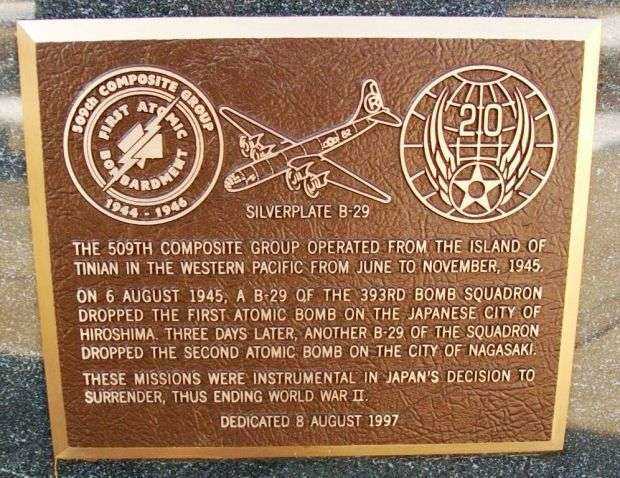 509th COMPOSITE GROUP
FIRST ATOMIC
BOMBARDMENT
1944 - 1946
R
82
20
SILVERPLATE B-29
THE 509TH COMPOSITE GROUP OPERATED FROM THE ISLAND OF
TINIAN IN THE WESTERN PACIFIC FROM JUNE TO NOVEMBER, 1945.
ON 6 AUGUST 1945, A B-29 OF THE 393RD BOMB SQUADRON
DROPPED THE FIRST ATOMIC BOMB ON THE JAPANESE CITY OF
HIROSHIMA. THREE DAYS LATER, ANOTHER B-29 OF THE SQUADRON
DROPPED THE SECOND ATOMIC BOMB ON THE CITY OF NAGASAKI.
THESE MISSIONS WERE INSTRUMENTAL IN JAPAN'S DECISION TO
SURRENDER, THUS ENDING WORLD WAR II.
DEDICATED 8 AUGUST 1997